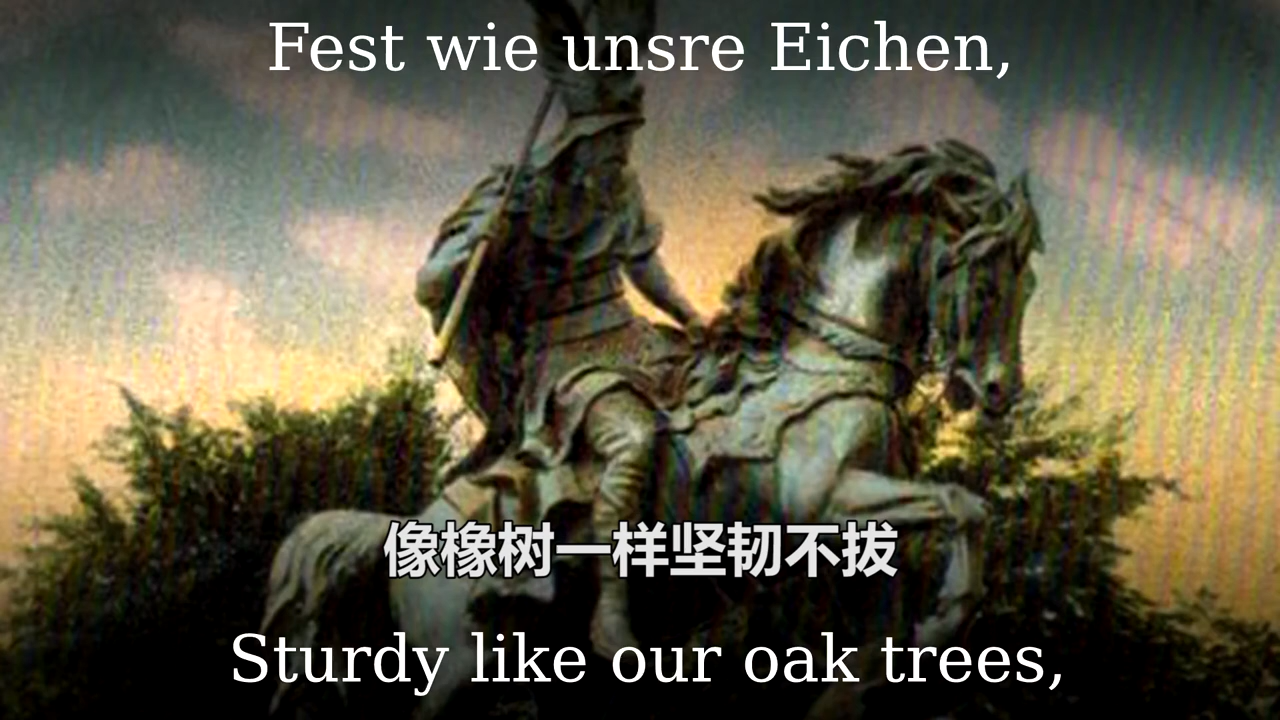 Fest wie unsre Eichen,
像橡树一样坚韧不拔
Sturdy like our oak trees,